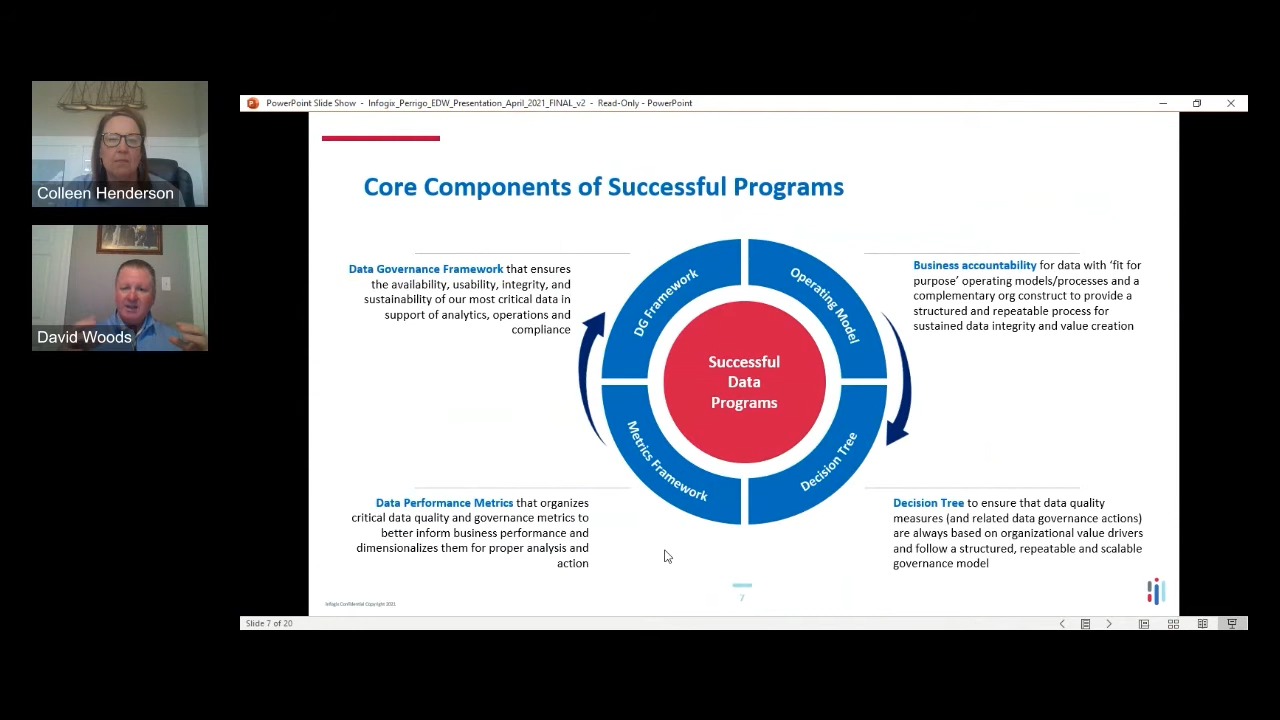 PowerPoint Slide Show - Infogix_Perrigo_EDW_Presentation_April_2021_FINAL_v2 - Read-Only - PowerPoint
Colleen Henderson
David Woods
Core Components of Successful Programs
Data Governance Framework that ensures
the availability, usability, integrity, and
sustainability of our most critical data in
support of analytics, operations and
compliance
DG Framework
Operating Model
Business accountability for data with ‘fit for
purpose’ operating models/processes and a
complementary org construct to provide a
structured and repeatable process for
sustained data integrity and value creation
Successful
Data
Programs
Metrics Framework
Decision Tree
Data Performance Metrics that organizes
critical data quality and governance metrics to
better inform business performance and
dimensionalizes them for proper analysis and
action
Decision Tree to ensure that data quality
measures (and related data governance actions)
are always based on organizational value drivers
and follow a structured, repeatable and scalable
governance model
7
Infogix Confidential Copyright 2021
Slide 7 of 20